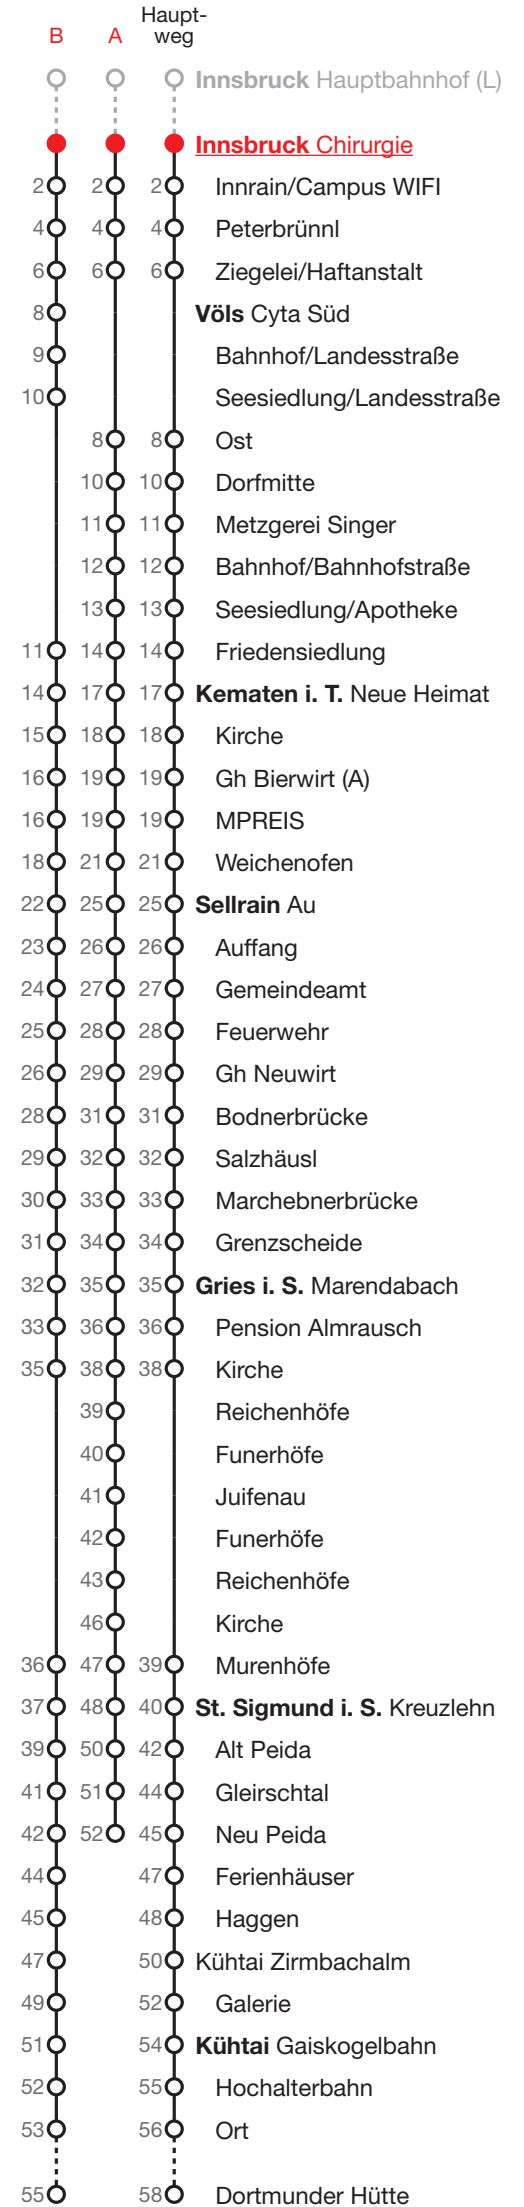 Haupt-
B A weg
Innsbruck Hauptbahnhof (L)
Innsbruck Chirurgie
2 2 2 Innrain/Campus WIFI
4 4 4 Peterbrünnl
6 6 6 Ziegelei/Haftanstalt
8 Völs Cyta Süd
9 Bahnhof/Landesstraße
10 Seesiedlung/Landesstraße
8 8 Ost
10 10 Dorfmitte
11 11 Metzgerei Singer
12 12 Bahnhof/Bahnhofstraße
13 13 Seesiedlung/Apotheke
11 14 14 Friedensiedlung
14 17 17 Kematen i. T. Neue Heimat
15 18 18 Kirche
16 19 19 Gh Bierwirt (A)
16 19 19 MPREIS
18 21 21 Weichenofen
22 25 25 Sellrain Au
23 26 26 Auffang
24 27 27 Gemeindeamt
25 28 28 Feuerwehr
26 29 29 Gh Neuwirt
28 31 31 Bodnerbrücke
29 32 32 Salzhäusl
30 33 33 Marchebnerbrücke
31 34 34 Grenzscheide
32 35 35 Gries i. S. Marendabach
33 36 36 Pension Almrausch
35 38 38 Kirche
39 Reichenhöfe
40 Funerhöfe
41 Juifenau
42 Funerhöfe
43 Reichenhöfe
46 Kirche
36 47 39 Murenhöfe
37 48 40 St. Sigmund i. S. Kreuzlehn
39 50 42 Alt Peida
41 51 44 Gleirschtal
42 52 45 Neu Peida
44 47 Ferienhäuser
45 48 Haggen
47 50 Kühtai Zirmbachalm
49 52 Galerie
51 54 Kühtai Gaiskogelbahn
52 55 Hochalterbahn
53 56 Ort
55 58 Dortmunder Hütte